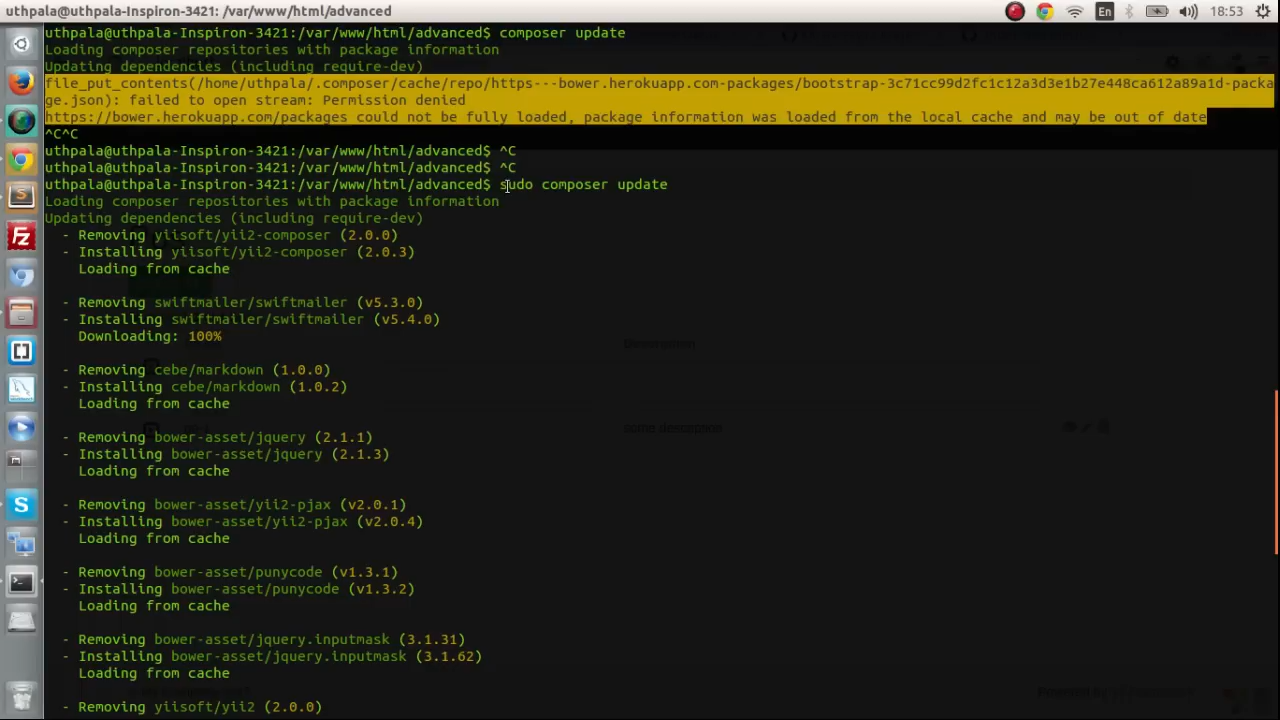 uthpala@uthpala-Inspiron-3421: /var/www/html/advanced
En
18:53
uthpala@uthpala-Inspiron-3421:/var/www/html/advanced$ composer update
Loading composer repositories with package information
Updating dependencies (including require-dev)
file_put_contents(/home/uthpala/.composer/cache/repo/https---bower.herokuapp.com-packages/bootstrap-3c71cc99d2fc1c12a3d3e1b27e448ca612a89a1d-packa
ge.json): failed to open stream: Permission denied
https://bower.herokuapp.com/packages could not be fully loaded, package information was loaded from the local cache and may be out of date
^C^C
uthpala@uthpala-Inspiron-3421:/var/www/html/advanced$ ^C
uthpala@uthpala-Inspiron-3421:/var/www/html/advanced$ ^C
uthpala@uthpala-Inspiron-3421:/var/www/html/advanced$ sudo composer update
Loading composer repositories with package information
Updating dependencies (including require-dev)
- Removing yiisoft/yii2-composer (2.0.0)
- Installing yiisoft/yii2-composer (2.0.3)
Loading from cache
- Removing swiftmailer/swiftmailer (v5.3.0)
- Installing swiftmailer/swiftmailer (v5.4.0)
Downloading: 100%
- Removing cebe/markdown (1.0.0)
- Installing cebe/markdown (1.0.2)
Loading from cache
- Removing bower-asset/jquery (2.1.1)
- Installing bower-asset/jquery (2.1.3)
Loading from cache
- Removing bower-asset/yii2-pjax (v2.0.1)
- Installing bower-asset/yii2-pjax (v2.0.4)
Loading from cache
- Removing bower-asset/punycode (v1.3.1)
- Installing bower-asset/punycode (v1.3.2)
Loading from cache
- Removing bower-asset/jquery.inputmask (3.1.31)
- Installing bower-asset/jquery.inputmask (3.1.62)
Loading from cache
- Removing yiisoft/yii2 (2.0.0)